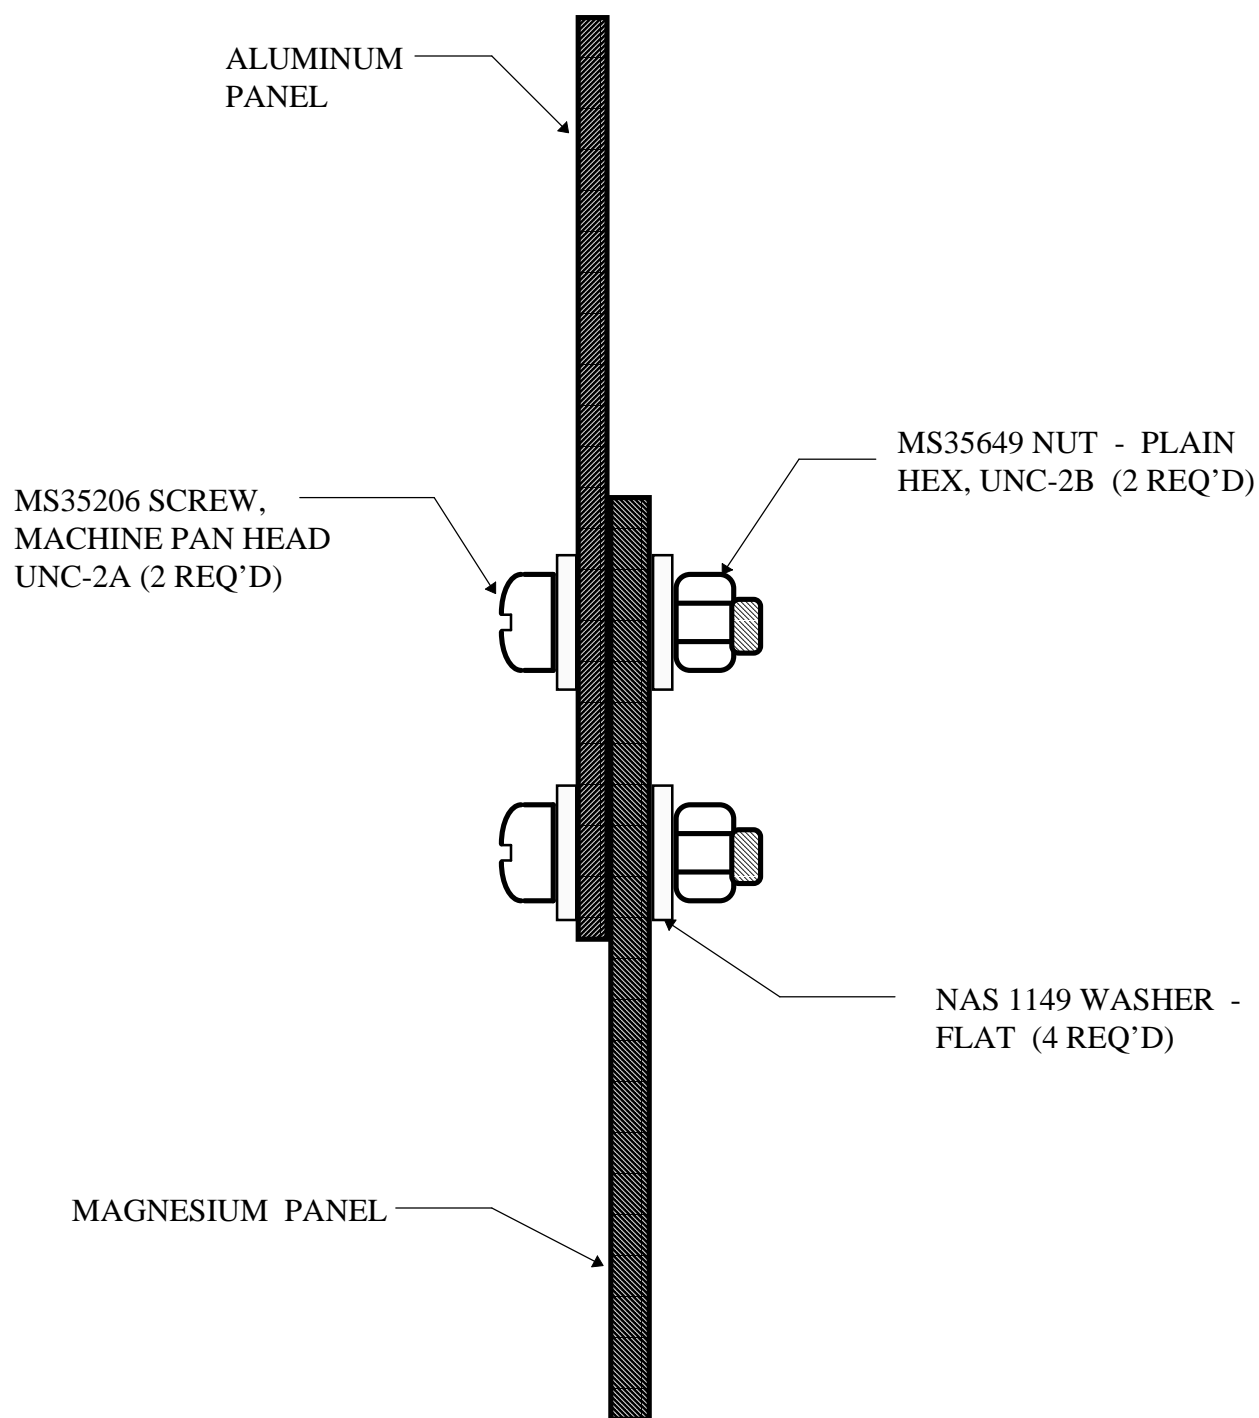 ALUMINUM
PANEL
MS35649 NUT - PLAIN
HEX, UNC-2B (2 REQ’D)
MS35206 SCREW,
MACHINE PAN HEAD
UNC-2A (2 REQ’D)
NAS 1149 WASHER -
FLAT (4 REQ’D)
MAGNESIUM PANEL